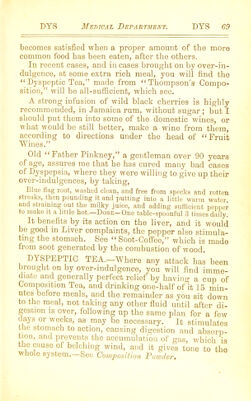 DYS MEDICAL DEPARTMENT. DYS 69
becomes satisfied when a proper amount of the more
common food has been eaten, after the others.
In recent cases, and in cases brought on by over-in-
dulgence, at some extra rich meal, you will find the
"Dyspeptic Tea," made from "Thompson's Compo-
sition," will be all-sufficient, which see.
A strong infusion of wild black cherries is highly
recommended, in Jamaica rum, without sugar; but I
should put them into some of the domestic wines, or
what would be still better, make a wine from them,
according to directions under the head of "Fruit
Wines."
Old "Father Pinkney," a gentleman over 90 years
of age, assures me that he has cured many bad cases
of Dyspepsia, where they were willing to give up their
over-indulgences, by taking,
Blue flag root, washed clean, and free from specks and rotten
streaks, then pounding it and putting into a little warm water,
and straining out the milky juice, and adding sufficient pepper
to make it a little hot.—DOSE—One table-spoonful 3 times daily.
It benefits by its action on the liver, and it would
be good in Liver complaints, the pepper also stimula-
ting the stomach. See "Soot-Coffee," which is made
from soot generated by the combustion of wood.
DYSPEPTIC TEA.—Where any attack has been
brought on by over-indulgence, you will find imme-
diate and generally perfect relief by having a cup of
Composition Tea, and drinking one-half of it 15 min-
utes before meals, and the remainder as you sit down
to the meal, not taking any other fluid until after di-
gestion is over, following up the same plan for a few
days or weeks, as may be necessary. It stimulates
the stomach to action, causing digestion and absorp-
tion, and prevents the accumulation of gas, which is
the cause of belching wind, and it gives tone to the
whole system.—See Composition Powder.